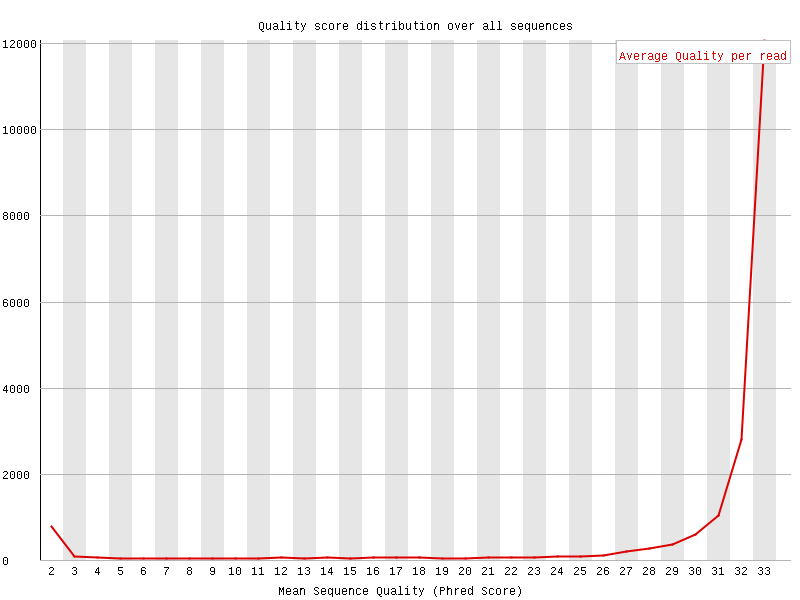 Quality score distribution over all sequences
Average Quality per read
12000
10000
8000
6000
4000
2000
0
2 3 4 5 6 7 8 9 10 11 12 13 14 15 16 17 18 19 20 21 22 23 24 25 26 27 28 29 30 31 32 33
Mean Sequence Quality (Phred Score)